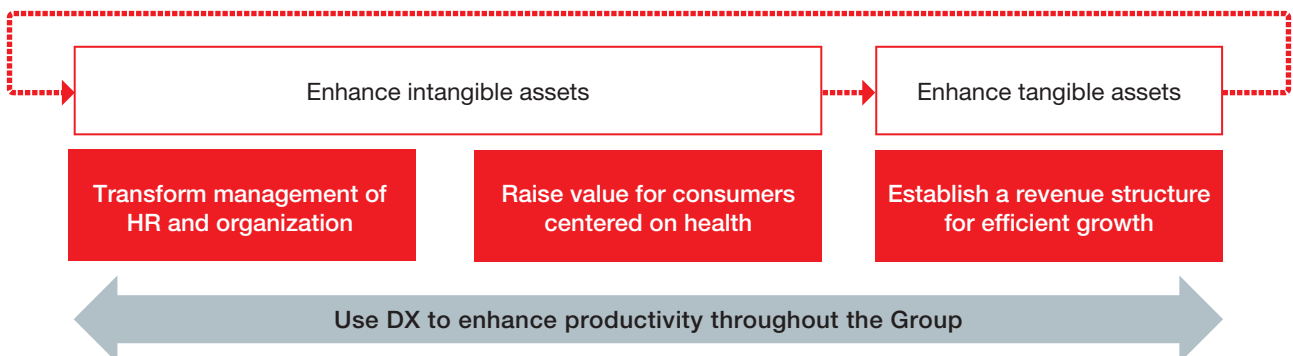 Enhance intangible assets
Enhance tangible assets
Transform management of
HR and organization
Raise value for consumers
centered on health
Establish a revenue structure
for efficient growth
Use DX to enhance productivity throughout the Group